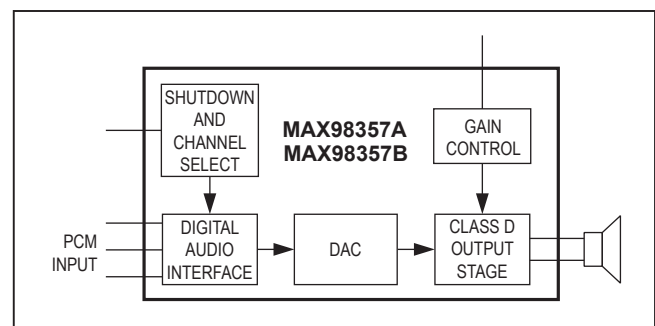 SHUTDOWN
AND
CHANNEL
SELECT
MAX98357A
MAX98357B
GAIN
CONTROL
PCM
INPUT
DIGITAL
AUDIO
INTERFACE
DAC
CLASS D
OUTPUT
STAGE